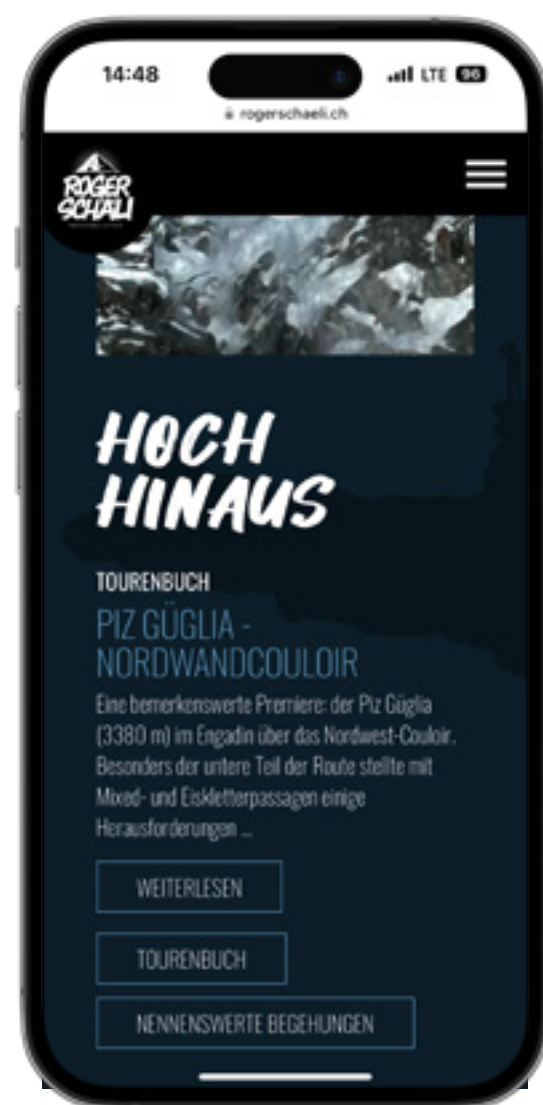 14:48
LTE 96
rogerschaeli.ch
ROGER
SCHÄLI
HOCH
HINAUS
TOURENBUCH
PIZ GÜGLIA -
NORDWANDCOULOIR
Eine bemerkenswerte Premiere: der Piz Güglia
(3380 m) im Engadin über das Nordwest-Couloir.
Besonders der untere Teil der Route stellte mit
Mixed- und Eiskletterpassagen einige
Herausforderungen ...
WEITERLESEN
TOURENBUCH
NENNENSWERTE BEGEHUNGEN